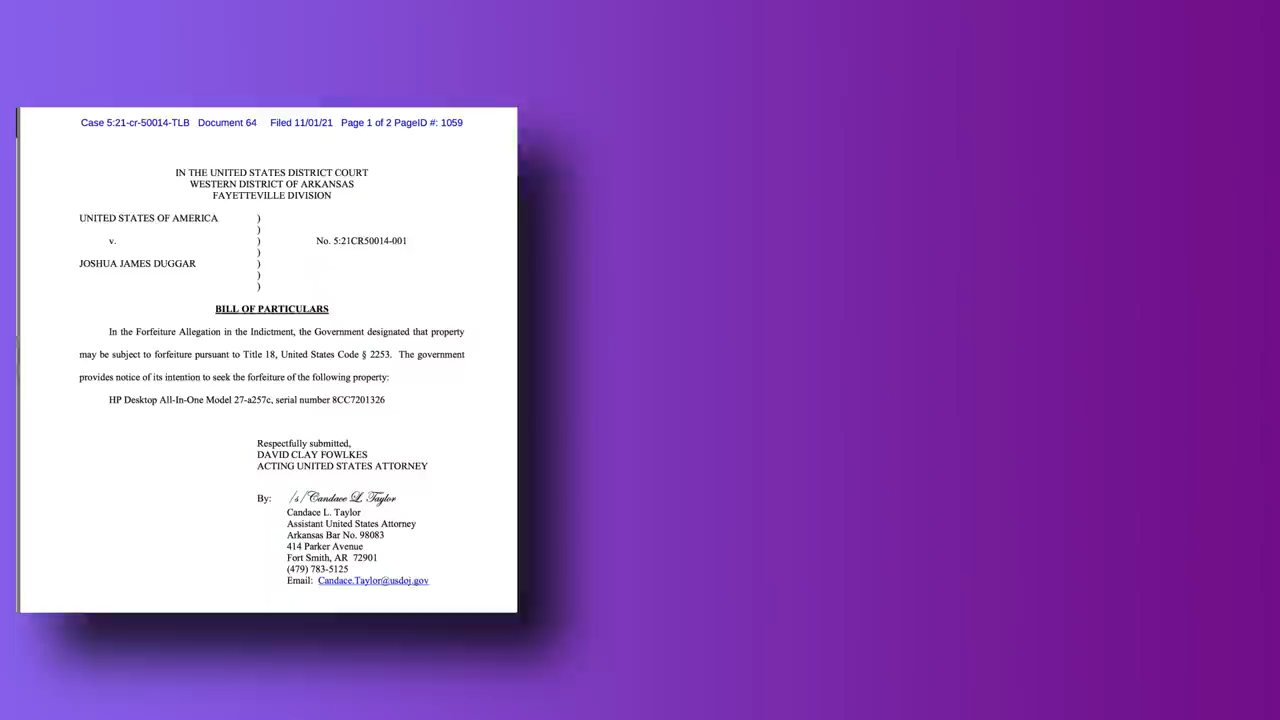 Case 5:21-cr-50014-TLB Document 64 Filed 11/01/21 Page 1 of 2 PageID #: 1059
IN THE UNITED STATES DISTRICT COURT
WESTERN DISTRICT OF ARKANSAS
FAYETTEVILLE DIVISION
UNITED STATES OF AMERICA )
)
v. ) No. 5:21CR50014-001
)
JOSHUA JAMES DUGGAR )
)
)
BILL OF PARTICULARS
In the Forfeiture Allegation in the Indictment, the Government designated that property
may be subject to forfeiture pursuant to Title 18, United States Code § 2253. The government
provides notice of its intention to seek the forfeiture of the following property:
HP Desktop All-In-One Model 27-a257c, serial number 8CC7201326
Respectfully submitted,
DAVID CLAY FOWLKES
ACTING UNITED STATES ATTORNEY
By: /s/ Candace L. Taylor
Candace L. Taylor
Assistant United States Attorney
Arkansas Bar No. 98083
414 Parker Avenue
Fort Smith, AR 72901
(479) 783-5125
Email: Candace.Taylor@usdoj.gov